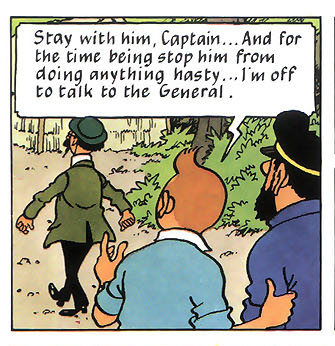 Stay with him, Captain... And for
the time being stop him from
doing anything hasty... I'm off
to talk to the General.